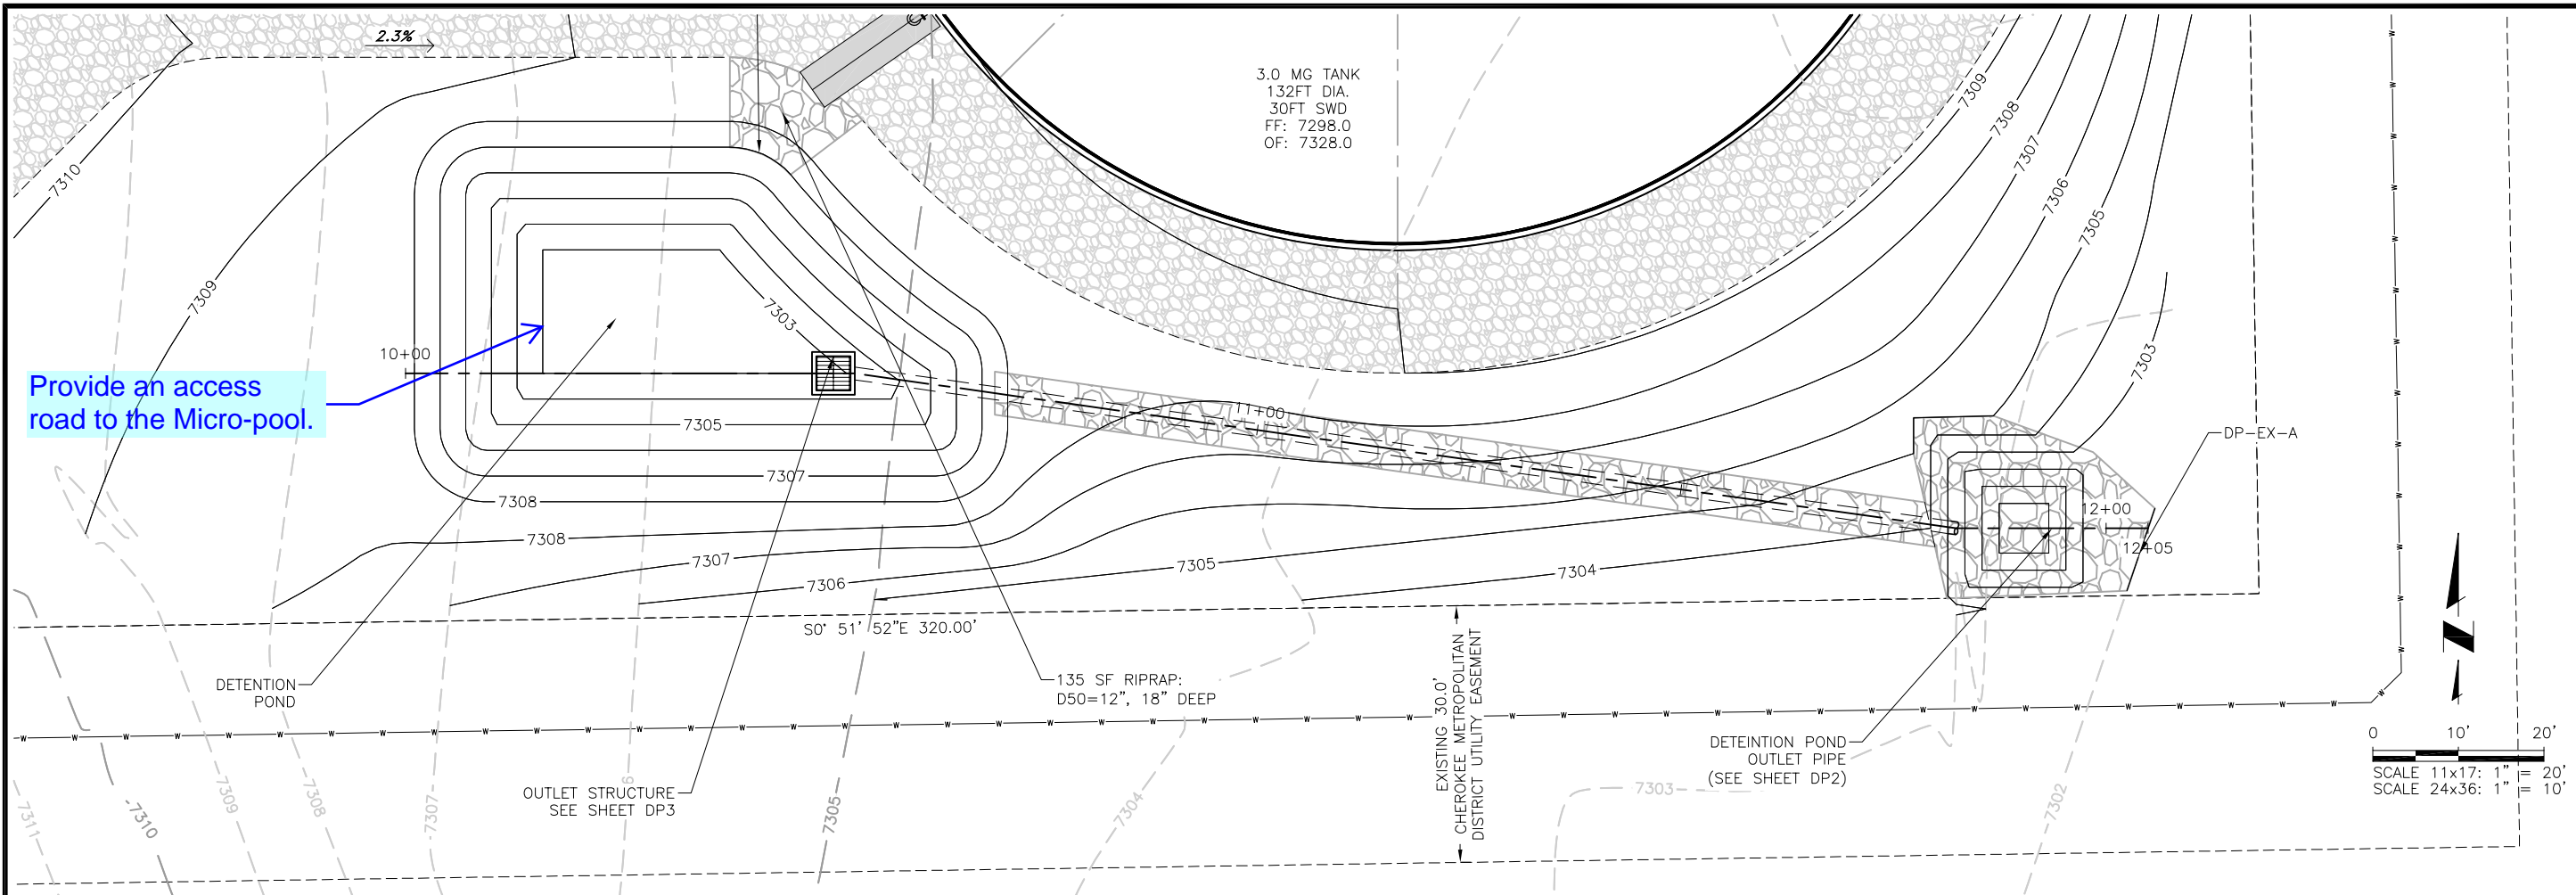 2.3%
3.0 MG TANK
132FT DIA.
30FT SWD
FF: 7298.0
OF: 7328.0
7309
7308
7307
7306
7305
7303
7310
7309
7303
10+00
Provide an access
road to the Micro-pool.
7305
7307
7308
7308
7307
7306
7305
7304
11+00
DP-EX-A
12+00
12+05
S0° 51' 52"E 320.00'
DETENTION
POND
135 SF RIPRAP:
D50=12", 18" DEEP
OUTLET STRUCTURE
SEE SHEET DP3
EXISTING 30.0'
CHEROKEE METROPOLITAN
DISTRICT UTILITY EASEMENT
DETEINTION POND
OUTLET PIPE
(SEE SHEET DP2)
N
0 10' 20'
SCALE 11x17: 1" = 20'
SCALE 24x36: 1" = 10'
7311
7310
7309
7308
7307
7305
7304
7303
7302